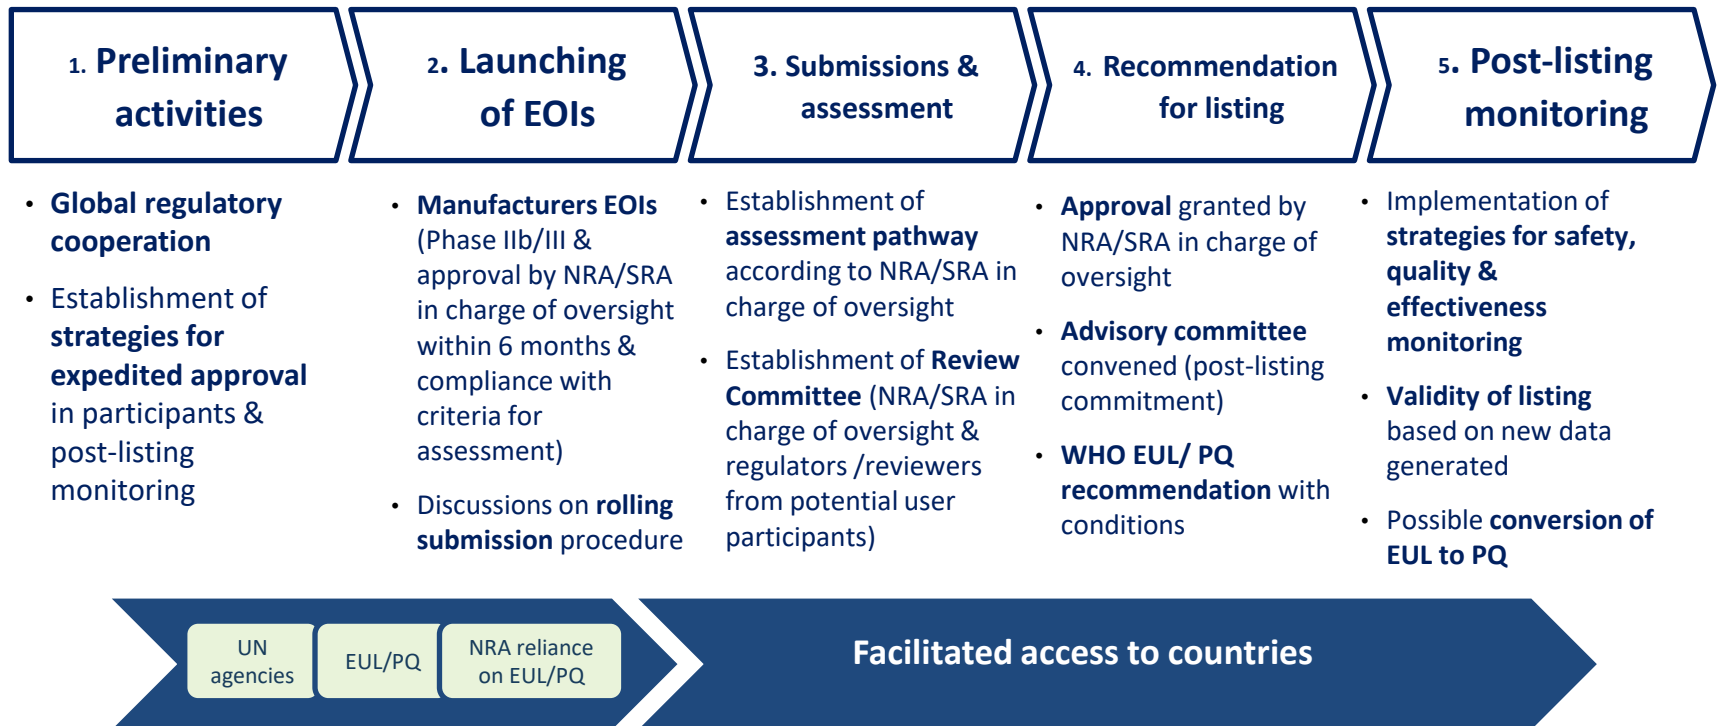 1. Preliminary
activities
2. Launching
of EOIs
3. Submissions &
assessment
4. Recommendation
for listing
5. Post-listing
monitoring
• Global regulatory
cooperation
• Establishment of
strategies for
expedited approval
in participants &
post-listing
monitoring
• Manufacturers EOIs
(Phase IIb/III &
approval by NRA/SRA
in charge of oversight
within 6 months &
compliance with
criteria for
assessment)
• Discussions on rolling
submission procedure
• Establishment of
assessment pathway
according to NRA/SRA in
charge of oversight
• Establishment of Review
Committee (NRA/SRA in
charge of oversight &
regulators /reviewers
from potential user
participants)
• Approval granted by
NRA/SRA in charge of
oversight
• Advisory committee
convened (post-listing
commitment)
• WHO EUL/ PQ
recommendation with
conditions
• Implementation of
strategies for safety,
quality &
effectiveness
monitoring
• Validity of listing
based on new data
generated
• Possible conversion of
EUL to PQ
UN
agencies
EUL/PQ
NRA reliance
on EUL/PQ
Facilitated access to countries